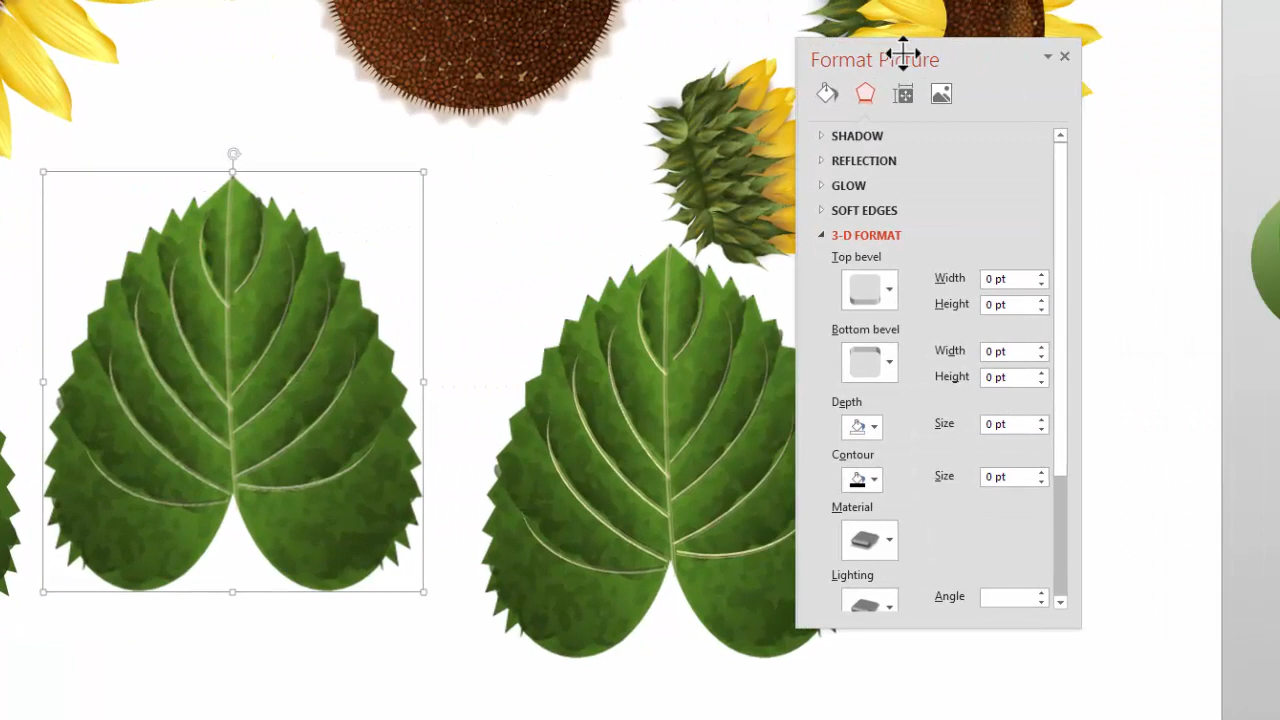 Format Picture
SHADOW
REFLECTION
GLOW
SOFT EDGES
3-D FORMAT
Top bevel
Width 0 pt
Height 0 pt
Bottom bevel
Width 0 pt
Height 0 pt
Depth
Size 0 pt
Contour
Size 0 pt
Material
Lighting
Angle